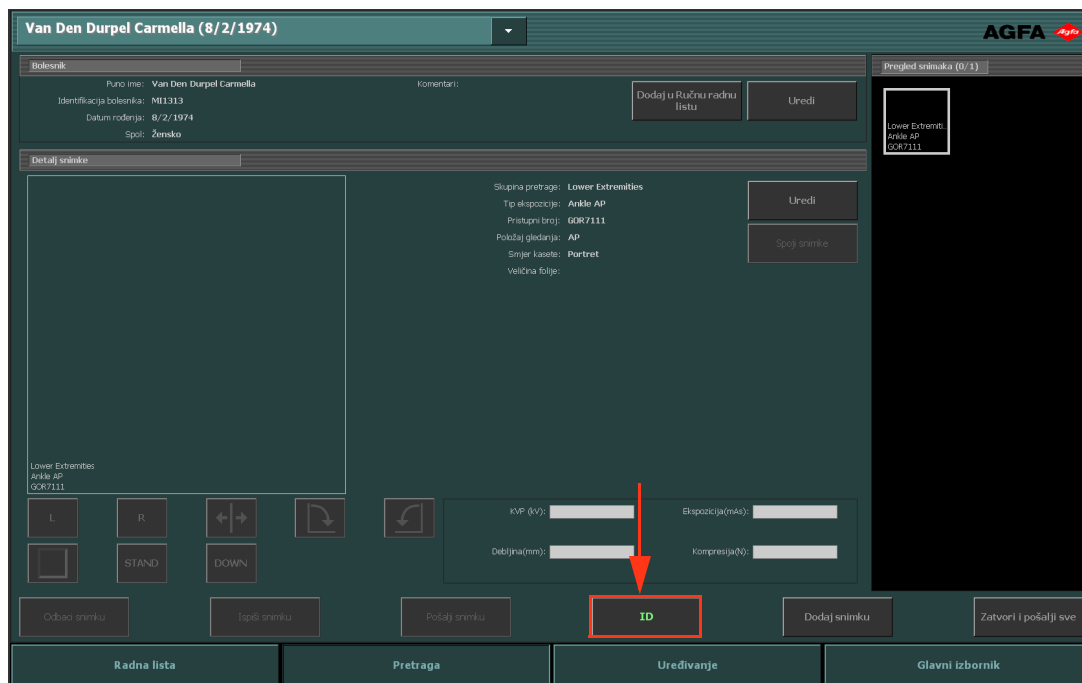 Van Den Durpel Carmella (8/2/1974)
AGFA Agfa
Bolesnik
Puno ime: Van Den Durpel Carmella
Identifikacija bolesnika: MI1313
Datum rođenja: 8/2/1974
Spol: Žensko
Komentari:
Dodaj u Ručnu radnu
listu
Uredi
Pregled snimaka (0/1)
Lower Extremiti..
Ankle AP
GOR7111
Detalj snimke
Lower Extremities
Ankle AP
GOR7111
Skupina pretrage: Lower Extremities
Tip ekspozicije: Ankle AP
Pristupni broj: GOR7111
Položaj gledanja: AP
Smjer kasete: Portret
Veličina folije:
Uredi
Spoji snimke
L
R
STAND
DOWN
KVP (kV):
Ekspozicija(mAs):
Debljina(mm):
Kompresija(N):
Odbaci snimku
Ispiši snimku
Pošalji snimku
ID
Dodaj snimku
Zatvori i pošalji sve
Radna lista
Pretraga
Uređivanje
Glavni izbornik